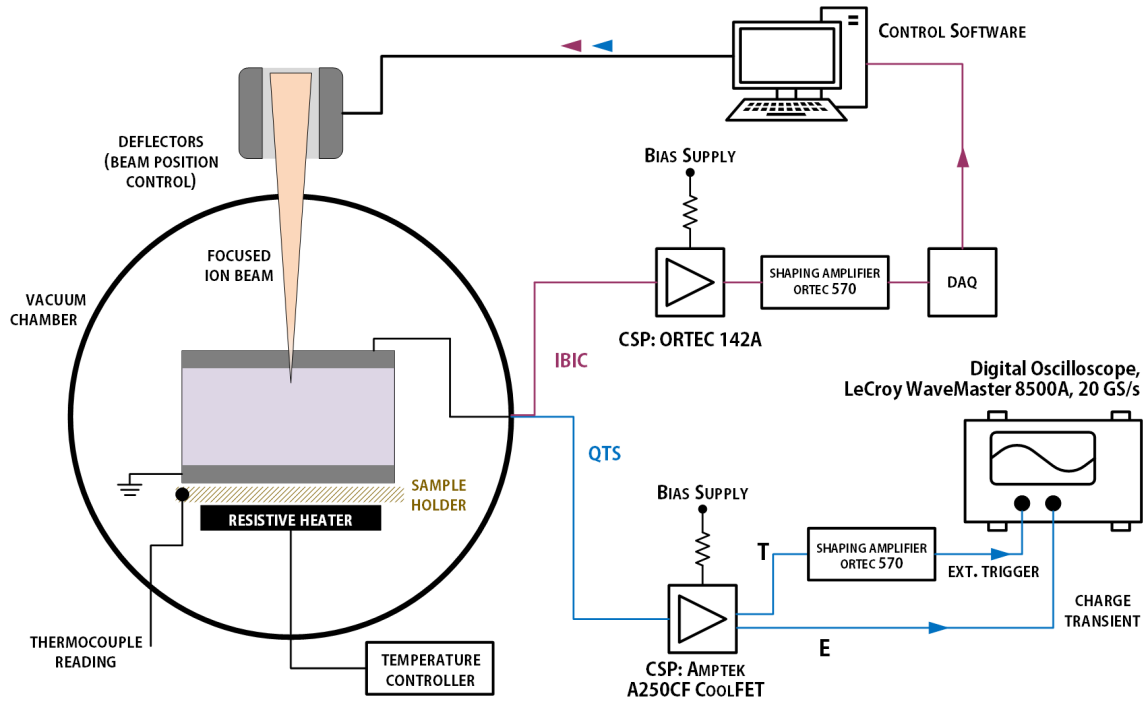 CONTROL SOFTWARE
DEFLECTORS
(BEAM POSITION
CONTROL)
BIAS SUPPLY
FOCUSED
ION BEAM
SHAPING AMPLIFIER
ORTEC 570
DAQ
VACUUM
CHAMBER
CSP: ORTEC 142A
IBIC
Digital Oscilloscope,
LeCroy WaveMaster 8500A, 20 GS/s
QTS
SAMPLE
HOLDER
BIAS SUPPLY
RESISTIVE HEATER
T
SHAPING AMPLIFIER
ORTEC 570
EXT. TRIGGER
CHARGE
TRANSIENT
THERMOCOUPLE
READING
E
TEMPERATURE
CONTROLLER
CSP: AMPTEK
A250CF COOLFET